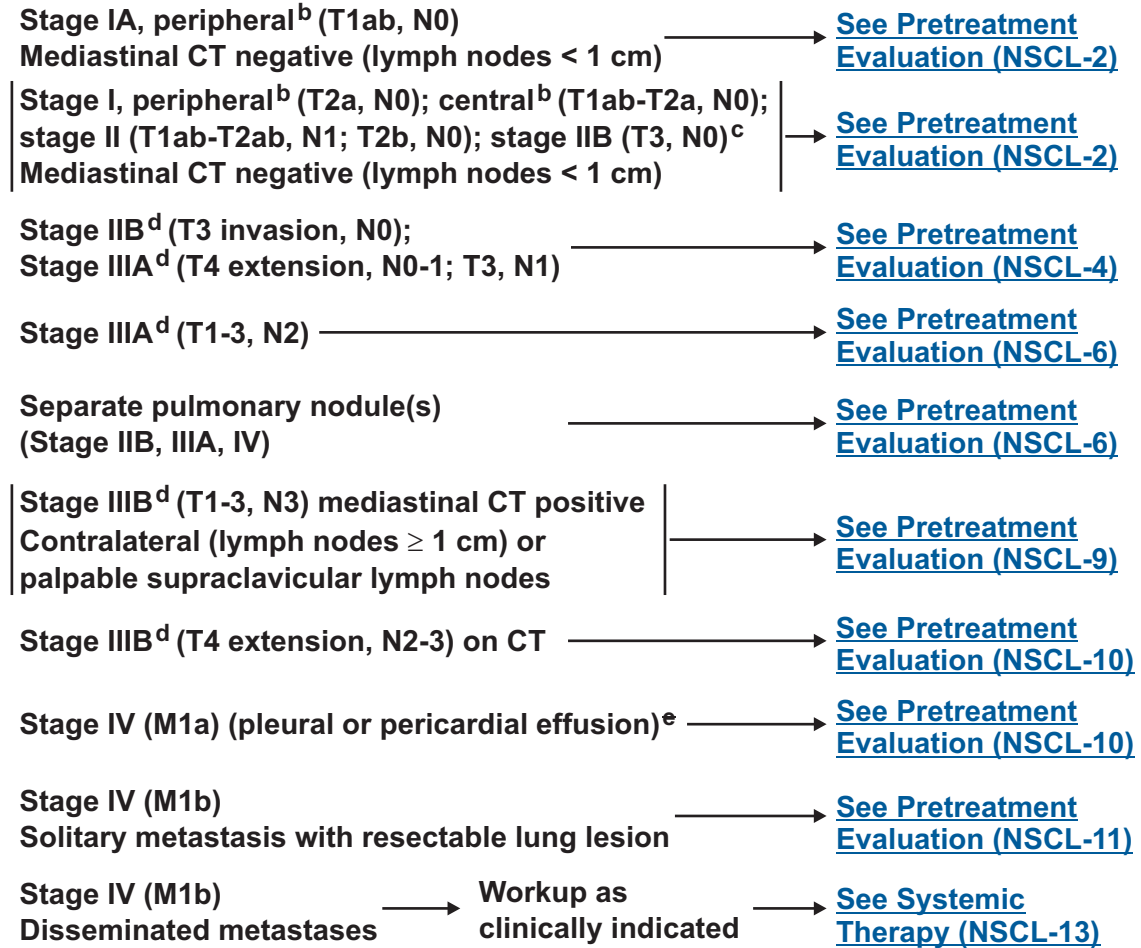 Stage IA, peripheralᵇ (T1ab, N0)
Mediastinal CT negative (lymph nodes < 1 cm)
See Pretreatment
Evaluation (NSCL-2)
Stage I, peripheralᵇ (T2a, N0); centralᵇ (T1ab-T2a, N0);
stage II (T1ab-T2ab, N1; T2b, N0); stage IIB (T3, N0)ᶜ
Mediastinal CT negative (lymph nodes < 1 cm)
See Pretreatment
Evaluation (NSCL-2)
Stage IIBᵈ (T3 invasion, N0);
Stage IIIAᵈ (T4 extension, N0-1; T3, N1)
See Pretreatment
Evaluation (NSCL-4)
Stage IIIAᵈ (T1-3, N2)
See Pretreatment
Evaluation (NSCL-6)
Separate pulmonary nodule(s)
(Stage IIB, IIIA, IV)
See Pretreatment
Evaluation (NSCL-6)
Stage IIIBᵈ (T1-3, N3) mediastinal CT positive
Contralateral (lymph nodes ≥ 1 cm) or
palpable supraclavicular lymph nodes
See Pretreatment
Evaluation (NSCL-9)
Stage IIIBᵈ (T4 extension, N2-3) on CT
See Pretreatment
Evaluation (NSCL-10)
Stage IV (M1a) (pleural or pericardial effusion)ᵉ
See Pretreatment
Evaluation (NSCL-10)
Stage IV (M1b)
Solitary metastasis with resectable lung lesion
See Pretreatment
Evaluation (NSCL-11)
Stage IV (M1b)
Disseminated metastases
Workup as
clinically indicated
See Systemic
Therapy (NSCL-13)